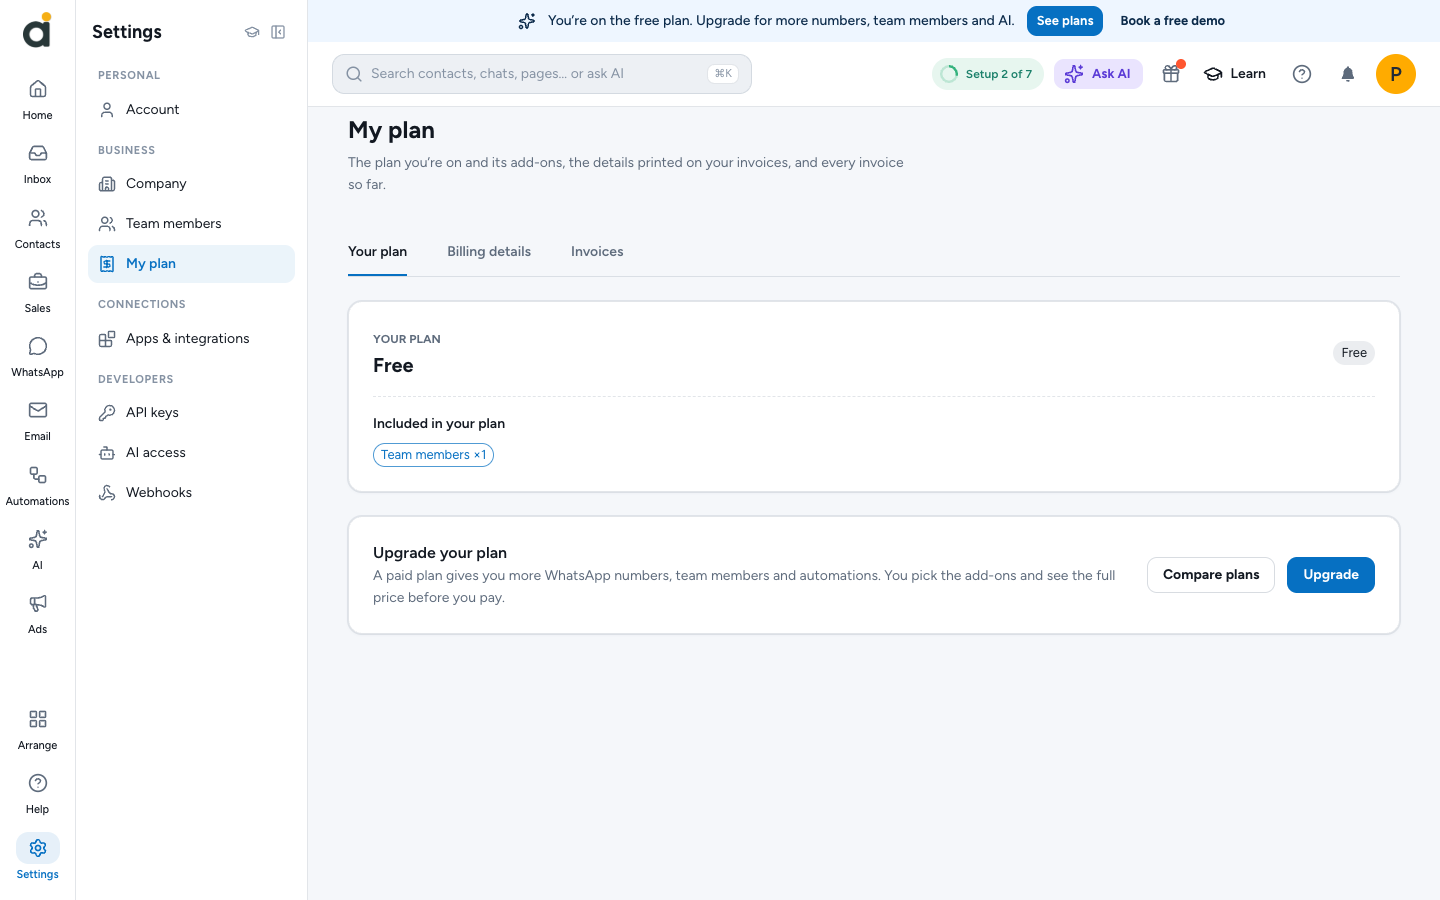 You're on the free plan. Upgrade for more numbers, team members and AI.
See plans
Book a free demo
Settings
Search contacts, chats, pages... or ask AI
⌘K
Setup 2 of 7
Ask AI
Learn
P
Home
Inbox
Contacts
Sales
WhatsApp
Email
Automations
AI
Ads
Arrange
Help
Settings
PERSONAL
Account
BUSINESS
Company
Team members
My plan
CONNECTIONS
Apps & integrations
DEVELOPERS
API keys
AI access
Webhooks
My plan
The plan you're on and its add-ons, the details printed on your invoices, and every invoice
so far.
Your plan
Billing details
Invoices
YOUR PLAN
Free
Free
Included in your plan
Team members ×1
Upgrade your plan
A paid plan gives you more WhatsApp numbers, team members and automations. You pick the add-ons and see the full
price before you pay.
Compare plans
Upgrade